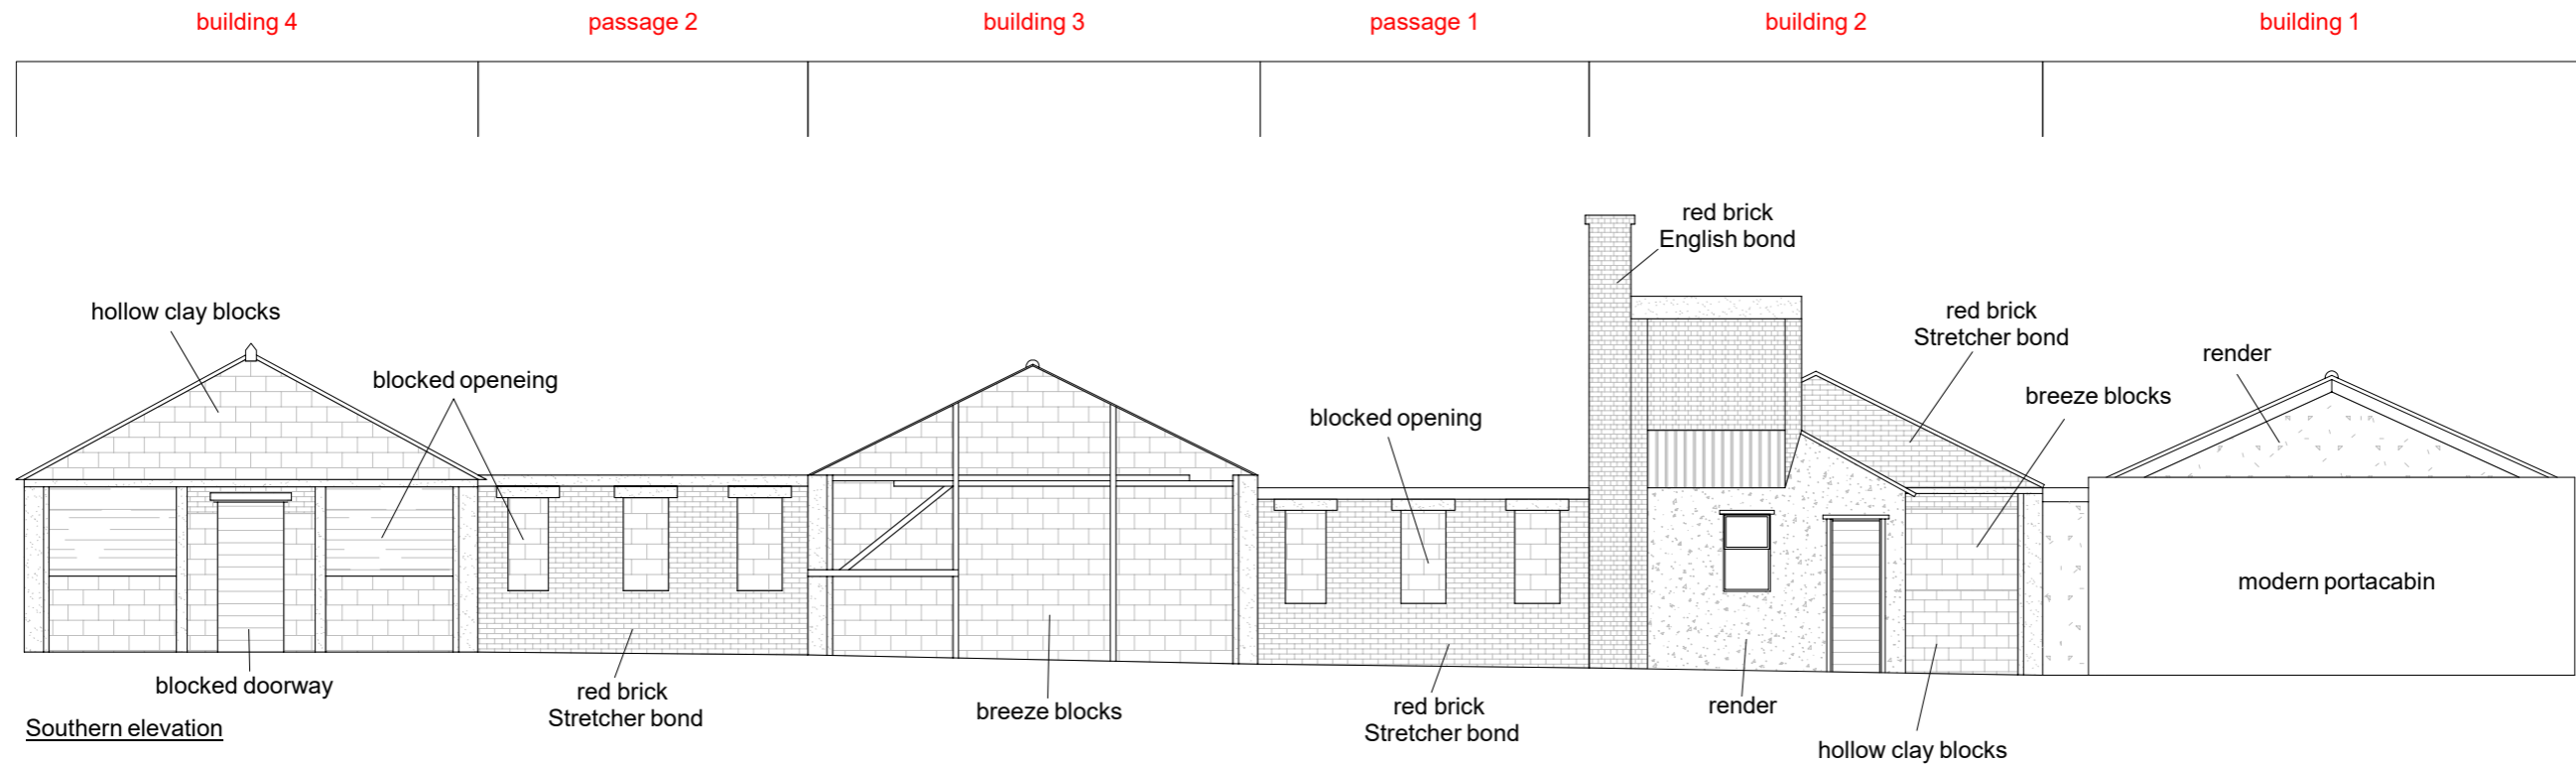 building 4
passage 2
building 3
passage 1
building 2
building 1
red brick
English bond
hollow clay blocks
red brick
Stretcher bond
render
blocked openeing
breeze blocks
blocked opening
modern portacabin
blocked doorway
red brick
Stretcher bond
breeze blocks
red brick
Stretcher bond
render
Southern elevation
hollow clay blocks